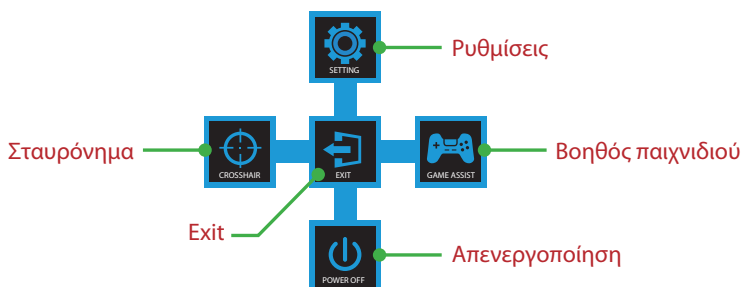 SETTING
Ρυθμίσεις
Σταυρόνημα
CROSSHAIR
EXIT
GAME ASSIST
Βοηθός παιχνιδιού
Exit
POWER OFF
Απενεργοποίηση